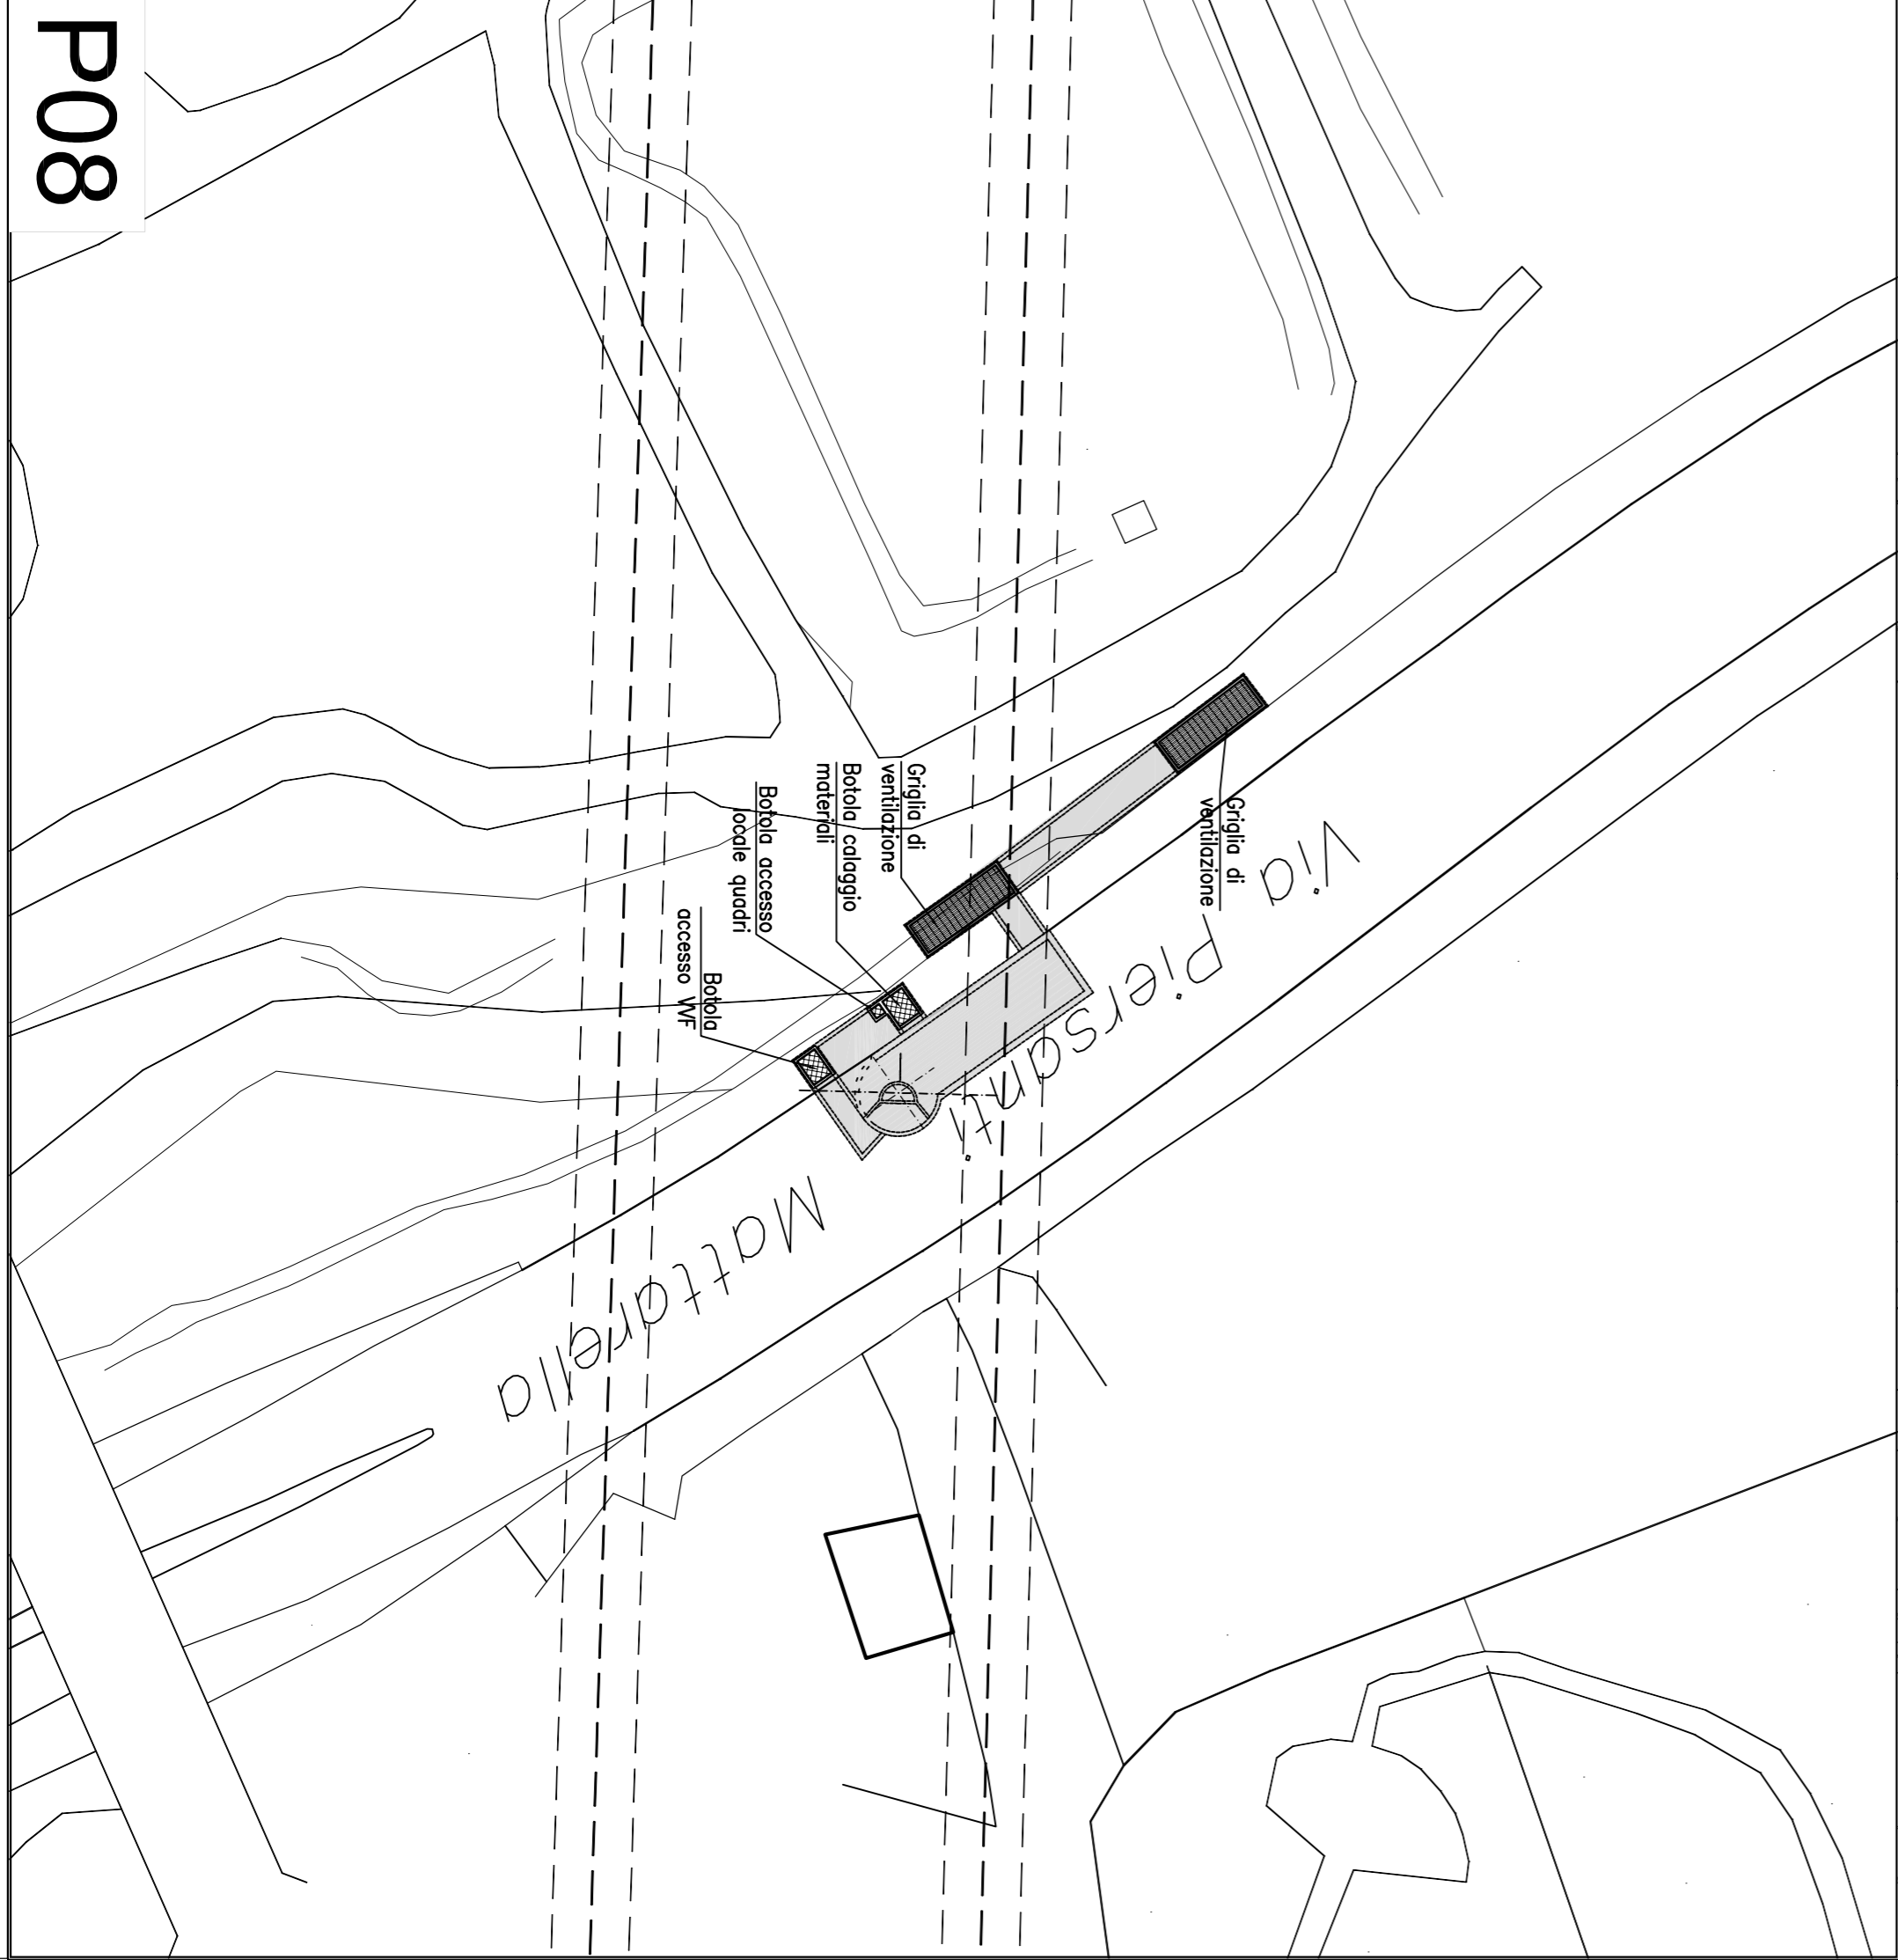 P08
Via Piersanti
Mattarella
Griglia di
ventilazione
Griglia di
ventilazione
Botola calaggio
materiali
Botola accesso
locale quadri
Botola
accesso VVF